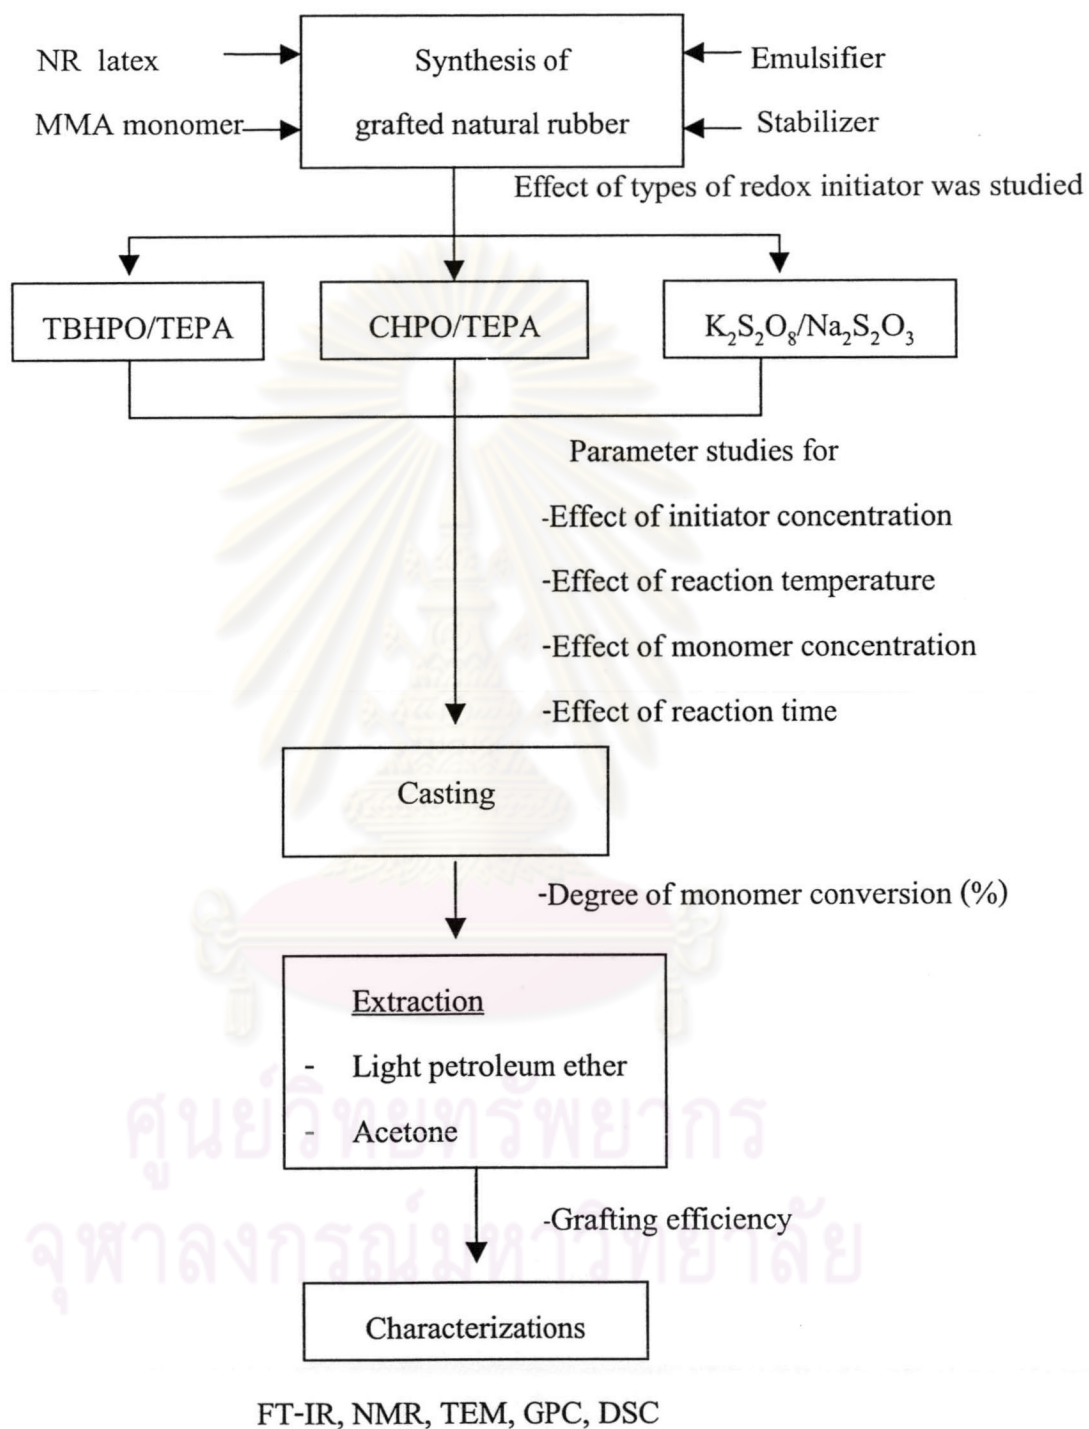 NR latex
MMA monomer
Synthesis of
grafted natural rubber
Emulsifier
Stabilizer
Effect of types of redox initiator was studied
TBHPO/TEPA
CHPO/TEPA
K₂S₂O₈/Na₂S₂O₃
Parameter studies for
-Effect of initiator concentration
-Effect of reaction temperature
-Effect of monomer concentration
-Effect of reaction time
Casting
-Degree of monomer conversion (%)
Extraction
- Light petroleum ether
- Acetone
ศูนย์วิทยทรัพยากร
-Grafting efficiency
จุฬาลงกรณ์มหาวิทยาลัย
Characterizations
FT-IR, NMR, TEM, GPC, DSC